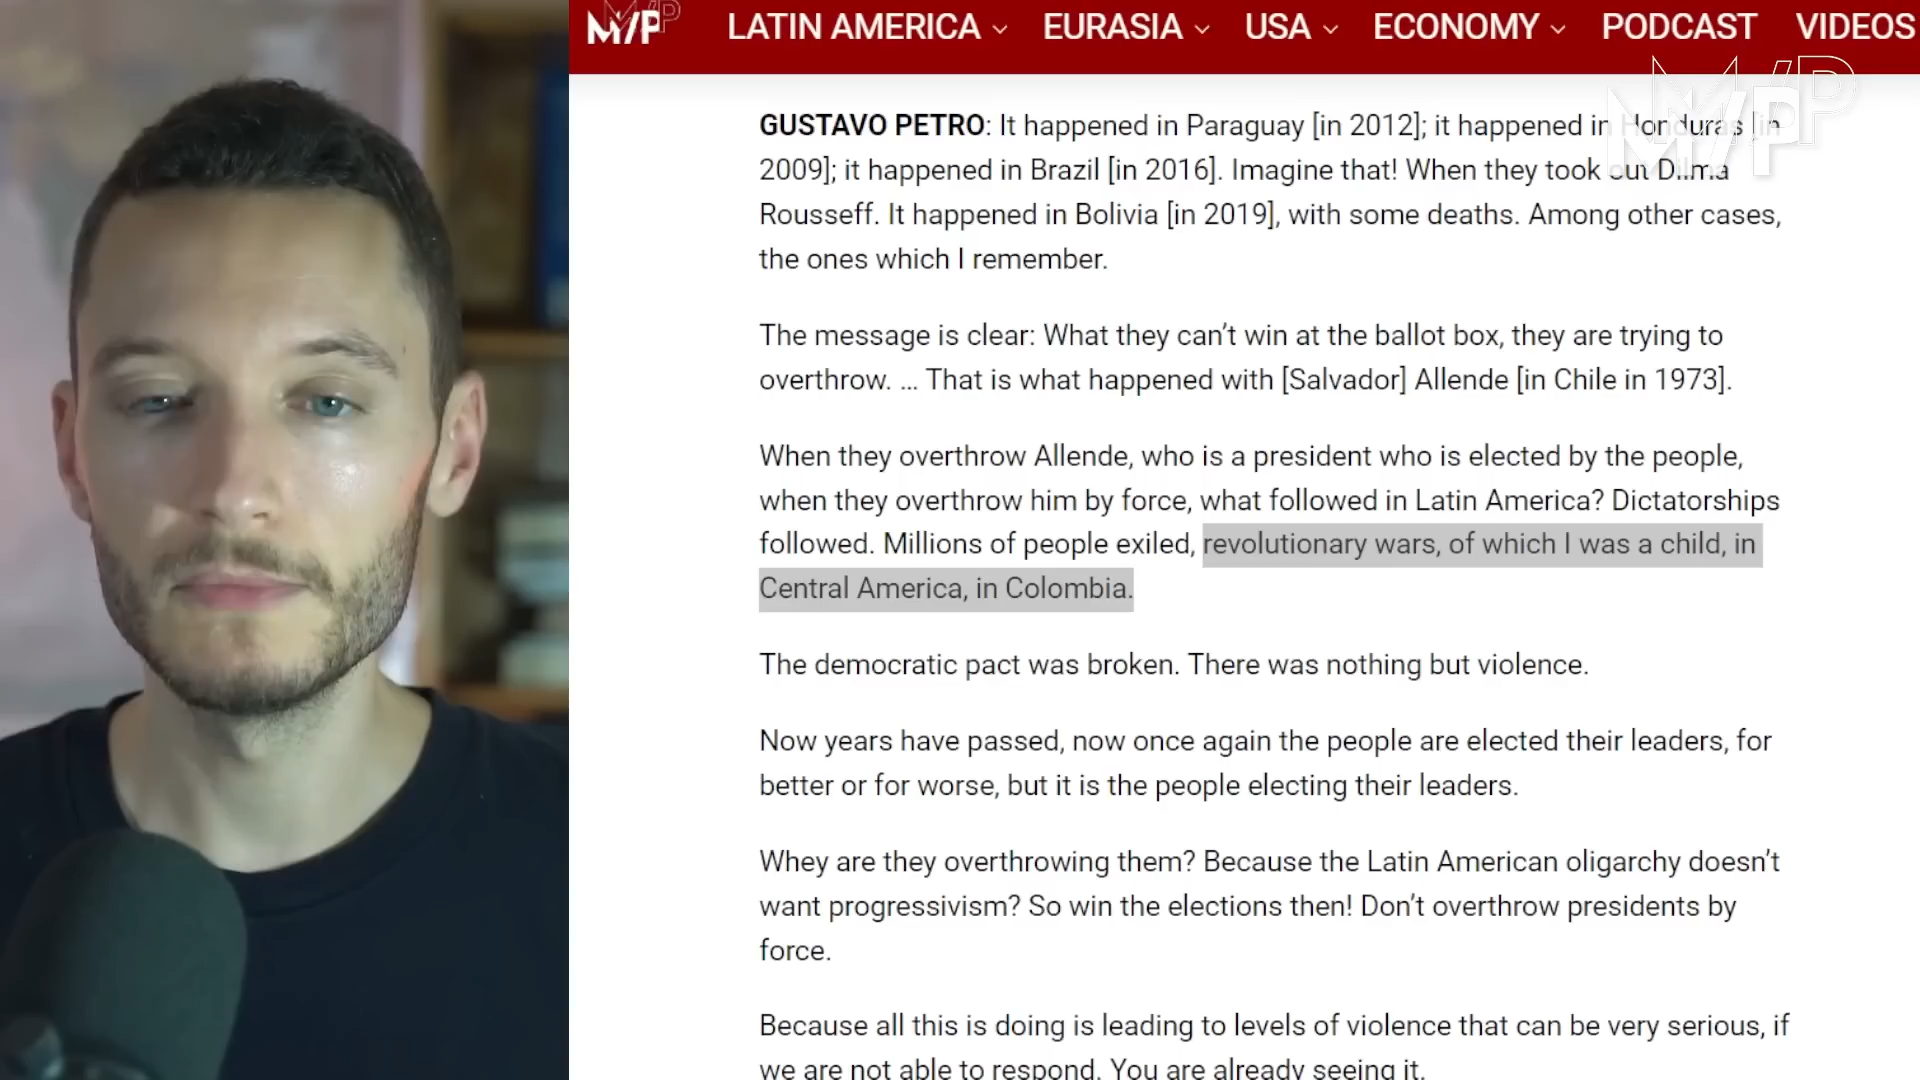 M/P LATIN AMERICA EURASIA USA ECONOMY PODCAST VIDEOS
M/P
GUSTAVO PETRO: It happened in Paraguay [in 2012]; it happened in Honduras [in
2009]; it happened in Brazil [in 2016]. Imagine that! When they took out Dilma
Rousseff. It happened in Bolivia [in 2019], with some deaths. Among other cases,
the ones which I remember.
The message is clear: What they can’t win at the ballot box, they are trying to
overthrow. … That is what happened with [Salvador] Allende [in Chile in 1973].
When they overthrow Allende, who is a president who is elected by the people,
when they overthrow him by force, what followed in Latin America? Dictatorships
followed. Millions of people exiled, revolutionary wars, of which I was a child, in
Central America, in Colombia.
The democratic pact was broken. There was nothing but violence.
Now years have passed, now once again the people are elected their leaders, for
better or for worse, but it is the people electing their leaders.
Whey are they overthrowing them? Because the Latin American oligarchy doesn’t
want progressivism? So win the elections then! Don’t overthrow presidents by
force.
Because all this is doing is leading to levels of violence that can be very serious, if
we are not able to respond. You are already seeing it.